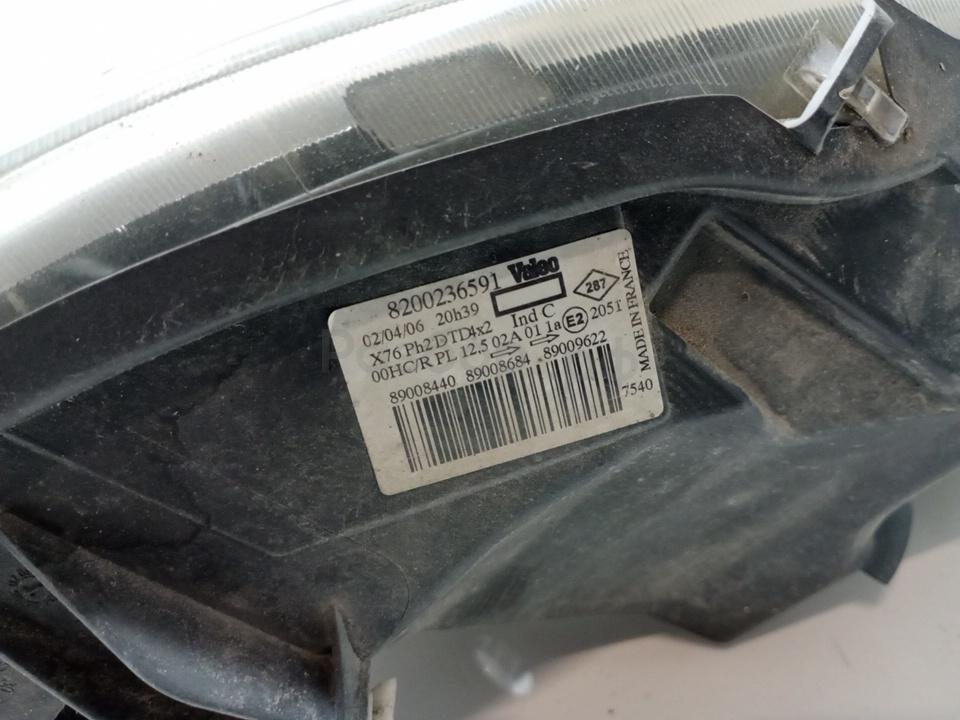 8200236591 Valeo
02/04/06 20h39
287
X76 Ph2 DTD4x2 Ind C
00HC/R PL 12.5 02A 01 1a E2 2051
89008440 89008684 89009622
7540
MADE IN FRANCE